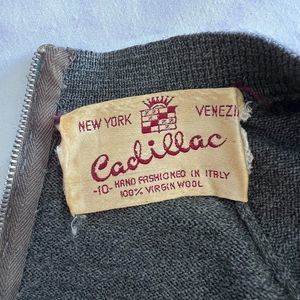 NEW YORK VENEZI
Cadillac
-10- HAND FASHIONED IN ITALY
100% VIRGIN WOOL